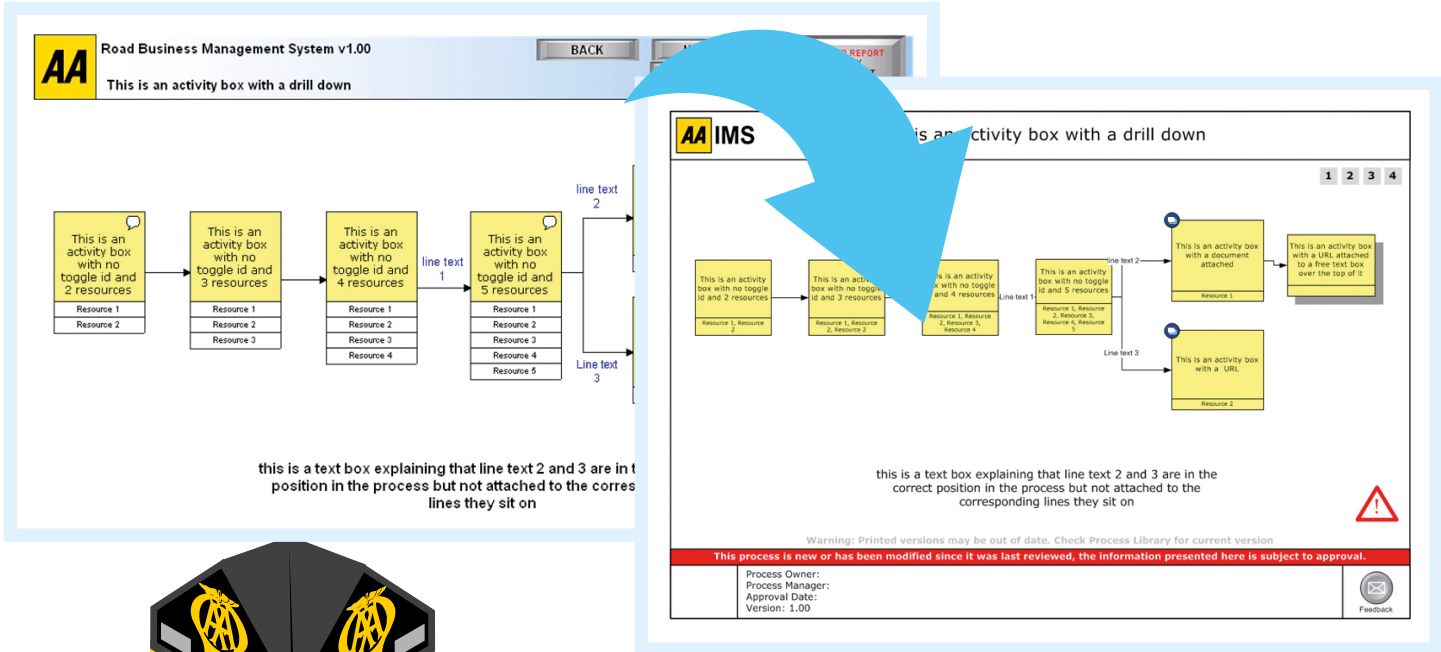 AA
Road Business Management System v1.00
This is an activity box with a drill down
BACK
REPORT
line text
2
This is an
activity box
with no
toggle id and
2 resources
Resource 1
Resource 2
This is an
activity box
with no
toggle id and
3 resources
Resource 1
Resource 2
Resource 3
This is an
activity box
with no
toggle id and
4 resources
Resource 1
Resource 2
Resource 3
Resource 4
line text
1
This is an
activity box
with no
toggle id and
5 resources
Resource 1
Resource 2
Resource 3
Resource 4
Resource 5
Line text
3
this is a text box explaining that line text 2 and 3 are in
position in the process but not attached to the
lines they sit on
AA IMS
is an activity box with a drill down
1 2 3 4
This is an activity
box with no toggle
id and 2 resources
Resource 1, Resource
2
This is an activity
box with no toggle
id and 3 resources
Resource 1, Resource
2, Resource 2
is an activity
box with no toggle
and 4 resources
Resource 1, Resource
2, Resource 3,
Resource 4
Line text 1
This is an activity
box with no toggle
id and 5 resources
Resource 1, Resource
2, Resource 3,
Resource 4, Resource
5
line text 2
This is an activity box
with a document
attached
Resource 1
This is an activity box
with a URL attached
to a free text box
over the top of it
Line text 3
This is an activity box
with a URL
Resource 2
this is a text box explaining that line text 2 and 3 are in the
correct position in the process but not attached to the
corresponding lines they sit on
!
Warning: Printed versions may be out of date. Check Process Library for current version
This process is new or has been modified since it was last reviewed, the information presented here is subject to approval.
Process Owner:
Process Manager:
Approval Date:
Version: 1.00
Feedback
AA
AA